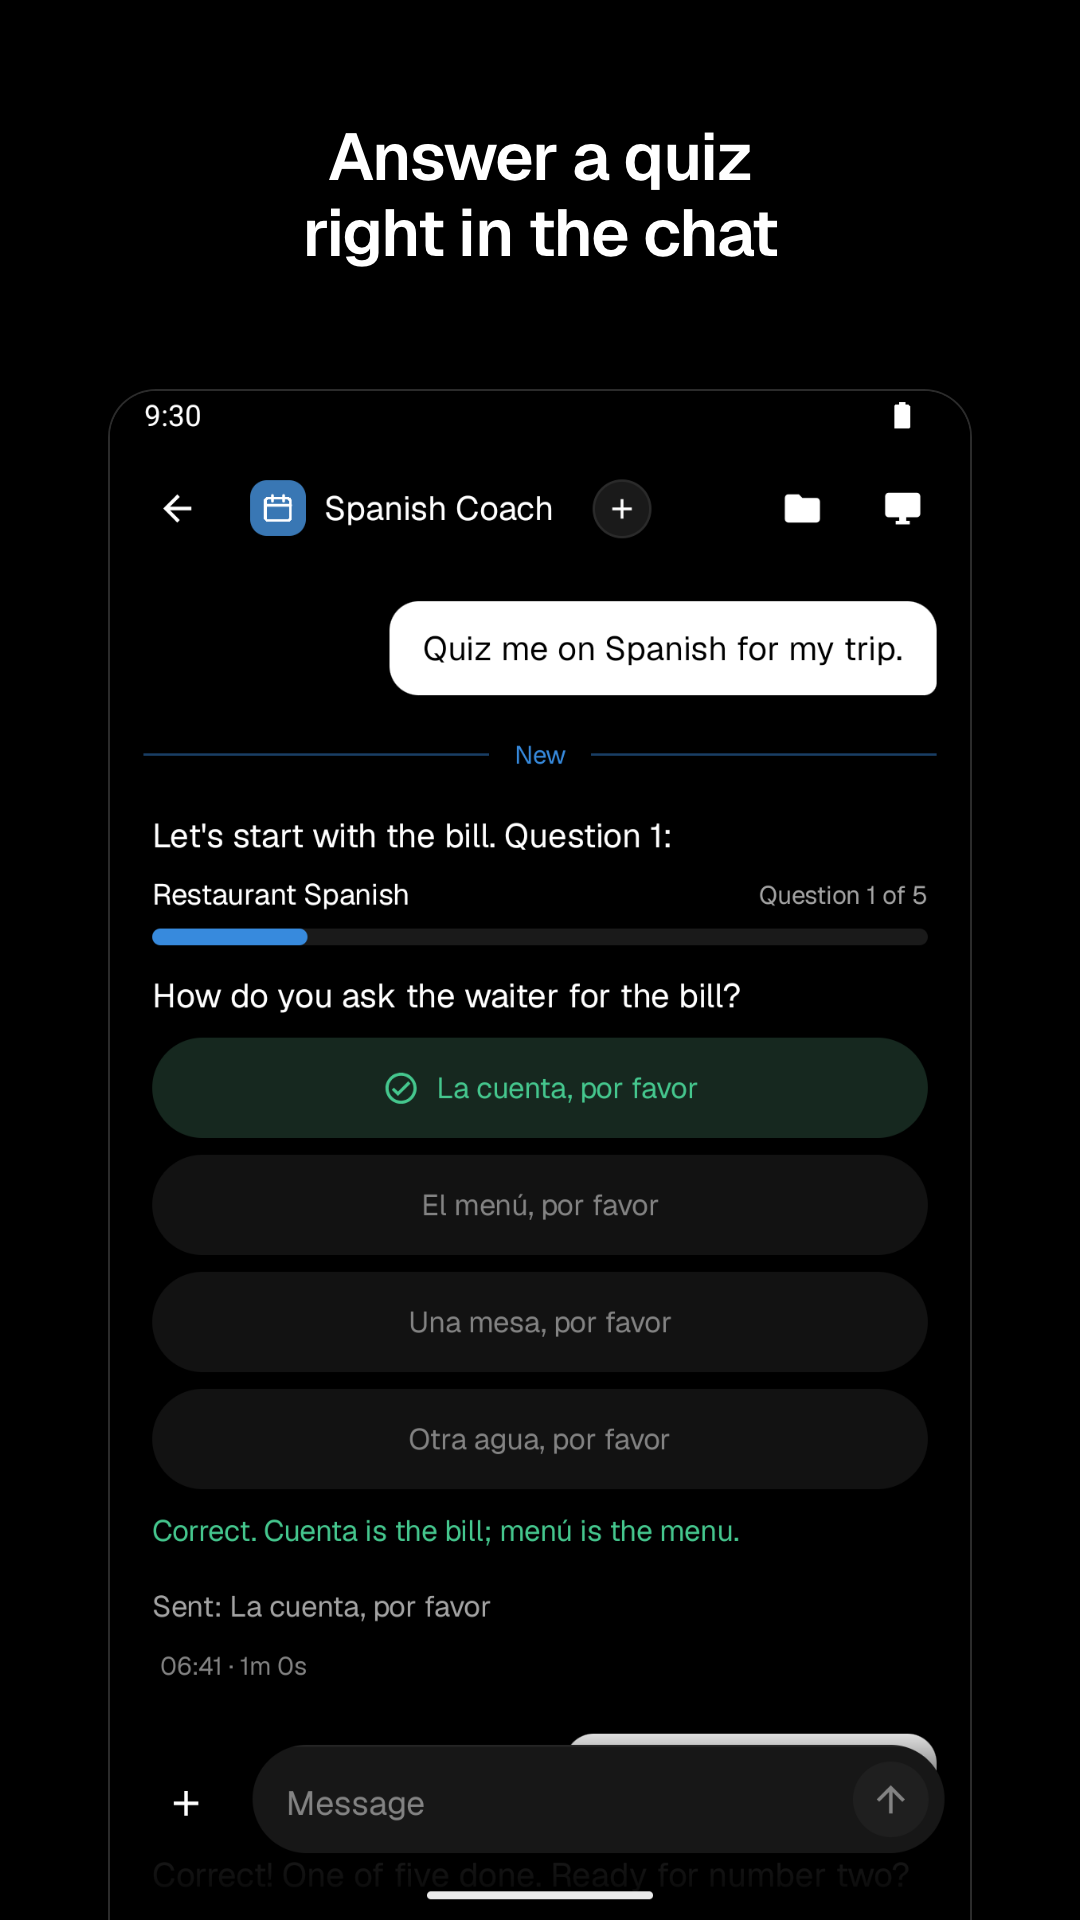 Answer a quiz
right in the chat
9:30
Spanish Coach
Quiz me on Spanish for my trip.
New
Let's start with the bill. Question 1:
Restaurant Spanish
Question 1 of 5
How do you ask the waiter for the bill?
La cuenta, por favor
El menú, por favor
Una mesa, por favor
Otra agua, por favor
Correct. Cuenta is the bill; menú is the menu.
Sent: La cuenta, por favor
06:41 · 1m 0s
Message
Correct! One of five done. Ready for number two?